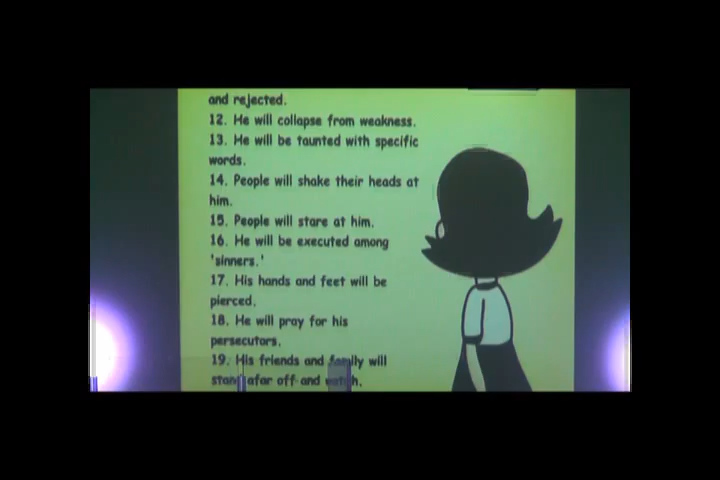 and rejected.
12. He will collapse from weakness.
13. He will be taunted with specific
words.
14. People will shake their heads at
him.
15. People will stare at him.
16. He will be executed among
'sinners.'
17. His hands and feet will be
pierced.
18. He will pray for his
persecutors.
19. His friends and family will
stand afar off and watch.